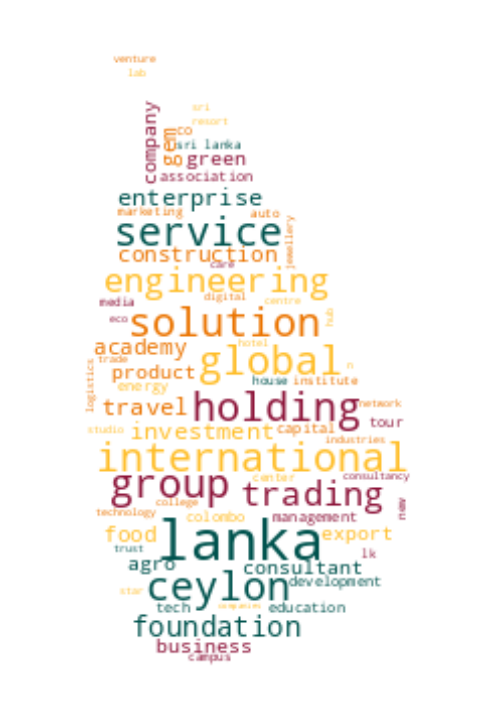 venture
lab
sri
resort
company
gem
co
sri lanka
green
association
enterprise
marketing
auto
service
jewellery
construction
care
engineering
digital
media
centre
eco
solution
hub
hotel
academy
global
trade
product
n
logistics
energy
house
institute
travel
holding
network
tour
studio
investment
capital
industries
international
center
consultancy
group
trading
college
technology
colombo
management
new
food
lanka
export
trust
lk
agro
consultant
ceylon
development
star
tech
companies
education
foundation
business
campus